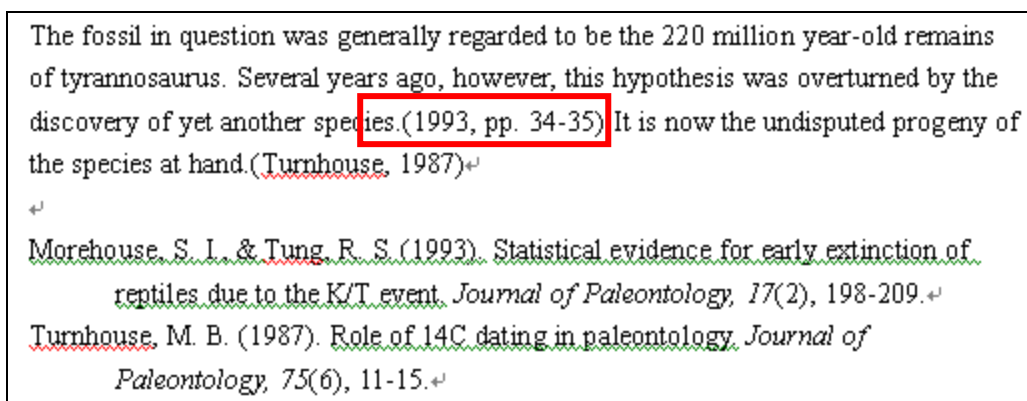 The fossil in question was generally regarded to be the 220 million year-old remains
of tyrannosaurus. Several years ago, however, this hypothesis was overturned by the
discovery of yet another species.(1993, pp. 34-35) It is now the undisputed progeny of
the species at hand.(Turnhouse, 1987)↵
↵
Morehouse, S. I., & Tung, R. S. (1993). Statistical evidence for early extinction of
reptiles due to the K/T event. Journal of Paleontology, 17(2), 198-209.↵
Turnhouse, M. B. (1987). Role of 14C dating in paleontology. Journal of
Paleontology, 75(6), 11-15.↵